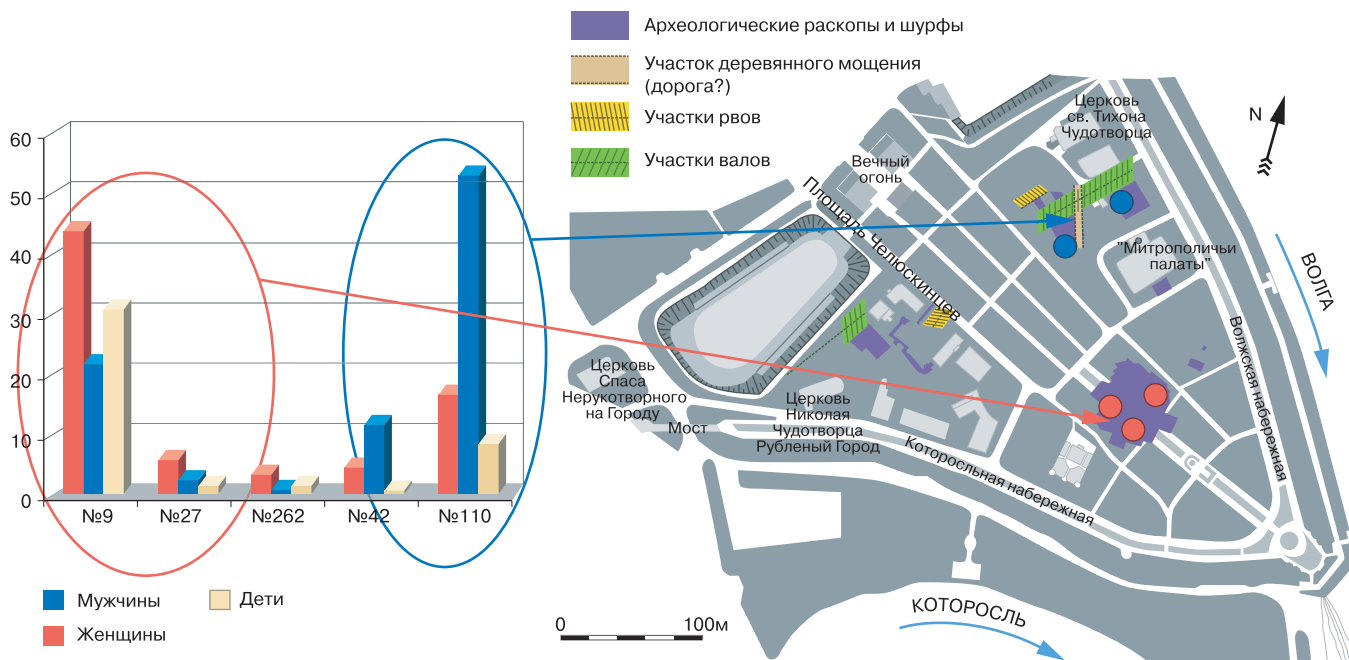 Археологические раскопы и шурфы
Участок деревянного мощения
(дорога?)
Участки рвов
Участки валов
60
50
40
30
20
10
0
№9
№27
№262
№42
№110
Мужчины
Дети
Женщины
N
Церковь
св. Тихона
Чудотворца
Вечный
огонь
Площадь Челюскинцев
"Митрополичьи
палаты"
ВОЛГА
Волжская набережная
Церковь
Спаса
Нерукотворного
на Городу
Мост
Церковь
Николая
Чудотворца
Рубленый Город
Которосльная набережная
КОТОРОСЛЬ
0
100м